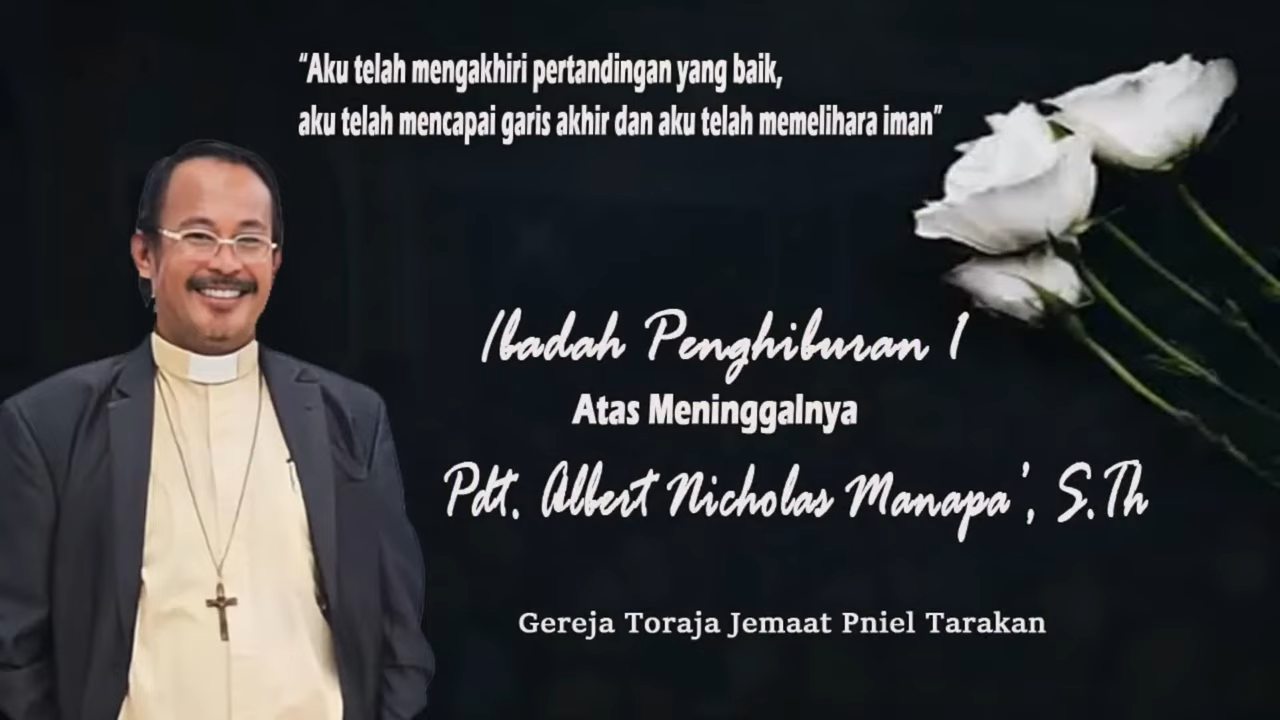 “Aku telah mengakhiri pertandingan yang baik,
aku telah mencapai garis akhir dan aku telah memelihara iman”
Ibadah Penghiburan 1
Atas Meninggalnya
Pdt. Albert Nicholas Manapa', S.Th
Gereja Toraja Jemaat Pniel Tarakan